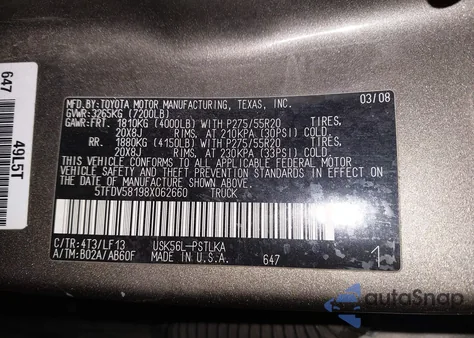 MFD.BY:TOYOTA MOTOR MANUFACTURING, TEXAS, INC. 03/08
GVWR:3265KG (7200LB)
GAWR:FRT. 1810KG (4000LB) WITH P275/55R20 TIRES,
20X8J RIMS, AT 210KPA (30PSI) COLD.
RR. 1880KG (4150LB) WITH P275/55R20 TIRES,
20X8J RIMS, AT 230KPA (33PSI) COLD.
THIS VEHICLE CONFORMS TO ALL APPLICABLE FEDERAL MOTOR
VEHICLE SAFETY AND THEFT PREVENTION STANDARDS IN EFFECT
ON THE DATE OF MANUFACTURE SHOWN ABOVE.
5TFDV58198X062660 TRUCK
C/TR:4T3/LF13 USK56L-PSTLKA
A/TM:B02A/AB60F MADE IN U.S.A. 647 1
647
49L5T
autoSnap